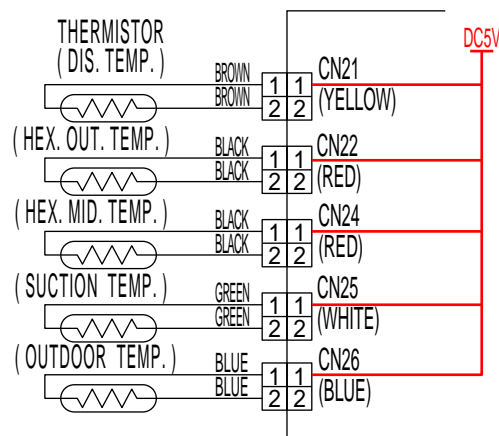 THERMISTOR
( DIS. TEMP. )
DC5V
BROWN 1 1 CN21
BROWN 2 2 (YELLOW)
( HEX. OUT. TEMP. )
BLACK 1 1 CN22
BLACK 2 2 (RED)
( HEX. MID. TEMP. )
BLACK 1 1 CN24
BLACK 2 2 (RED)
( SUCTION TEMP. )
GREEN 1 1 CN25
GREEN 2 2 (WHITE)
( OUTDOOR TEMP. )
BLUE 1 1 CN26
BLUE 2 2 (BLUE)